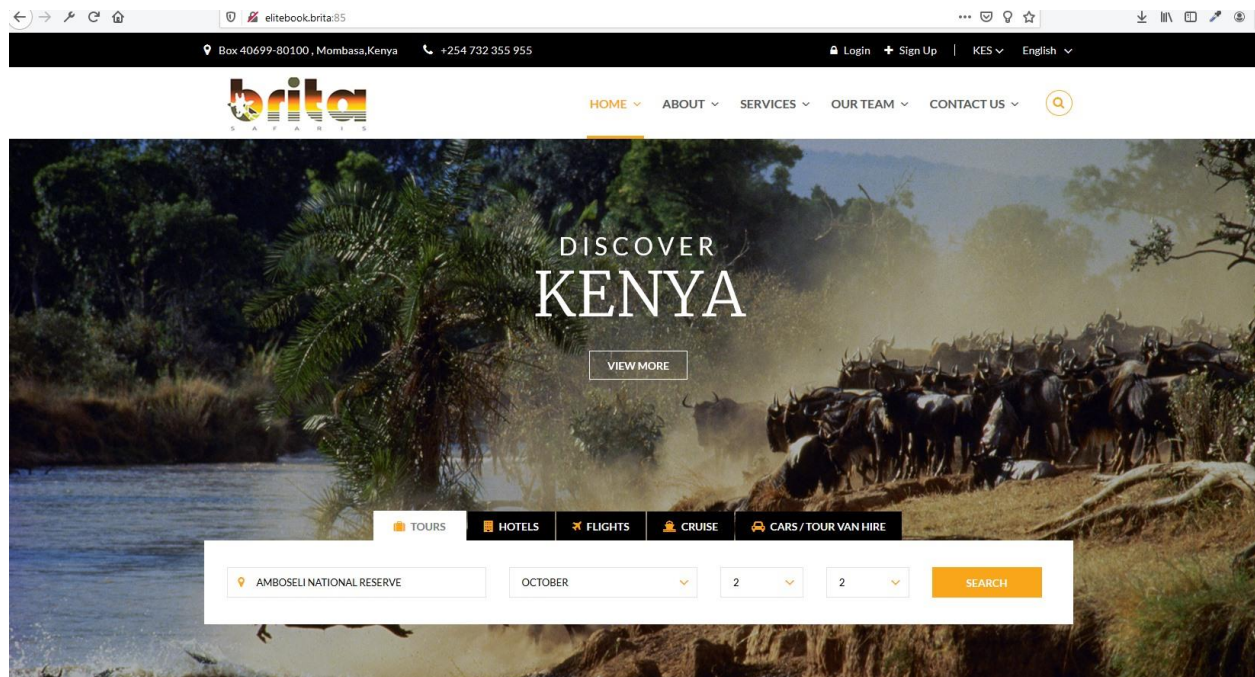 elitebook.brita:85
Box 40699-80100 , Mombasa,Kenya +254 732 355 955 Login Sign Up | KES English
brita
SAFARIS
HOME ABOUT SERVICES OUR TEAM CONTACT US
DISCOVER
KENYA
VIEW MORE
TOURS HOTELS FLIGHTS CRUISE CARS / TOUR VAN HIRE
AMBOSELI NATIONAL RESERVE OCTOBER 2 2 SEARCH